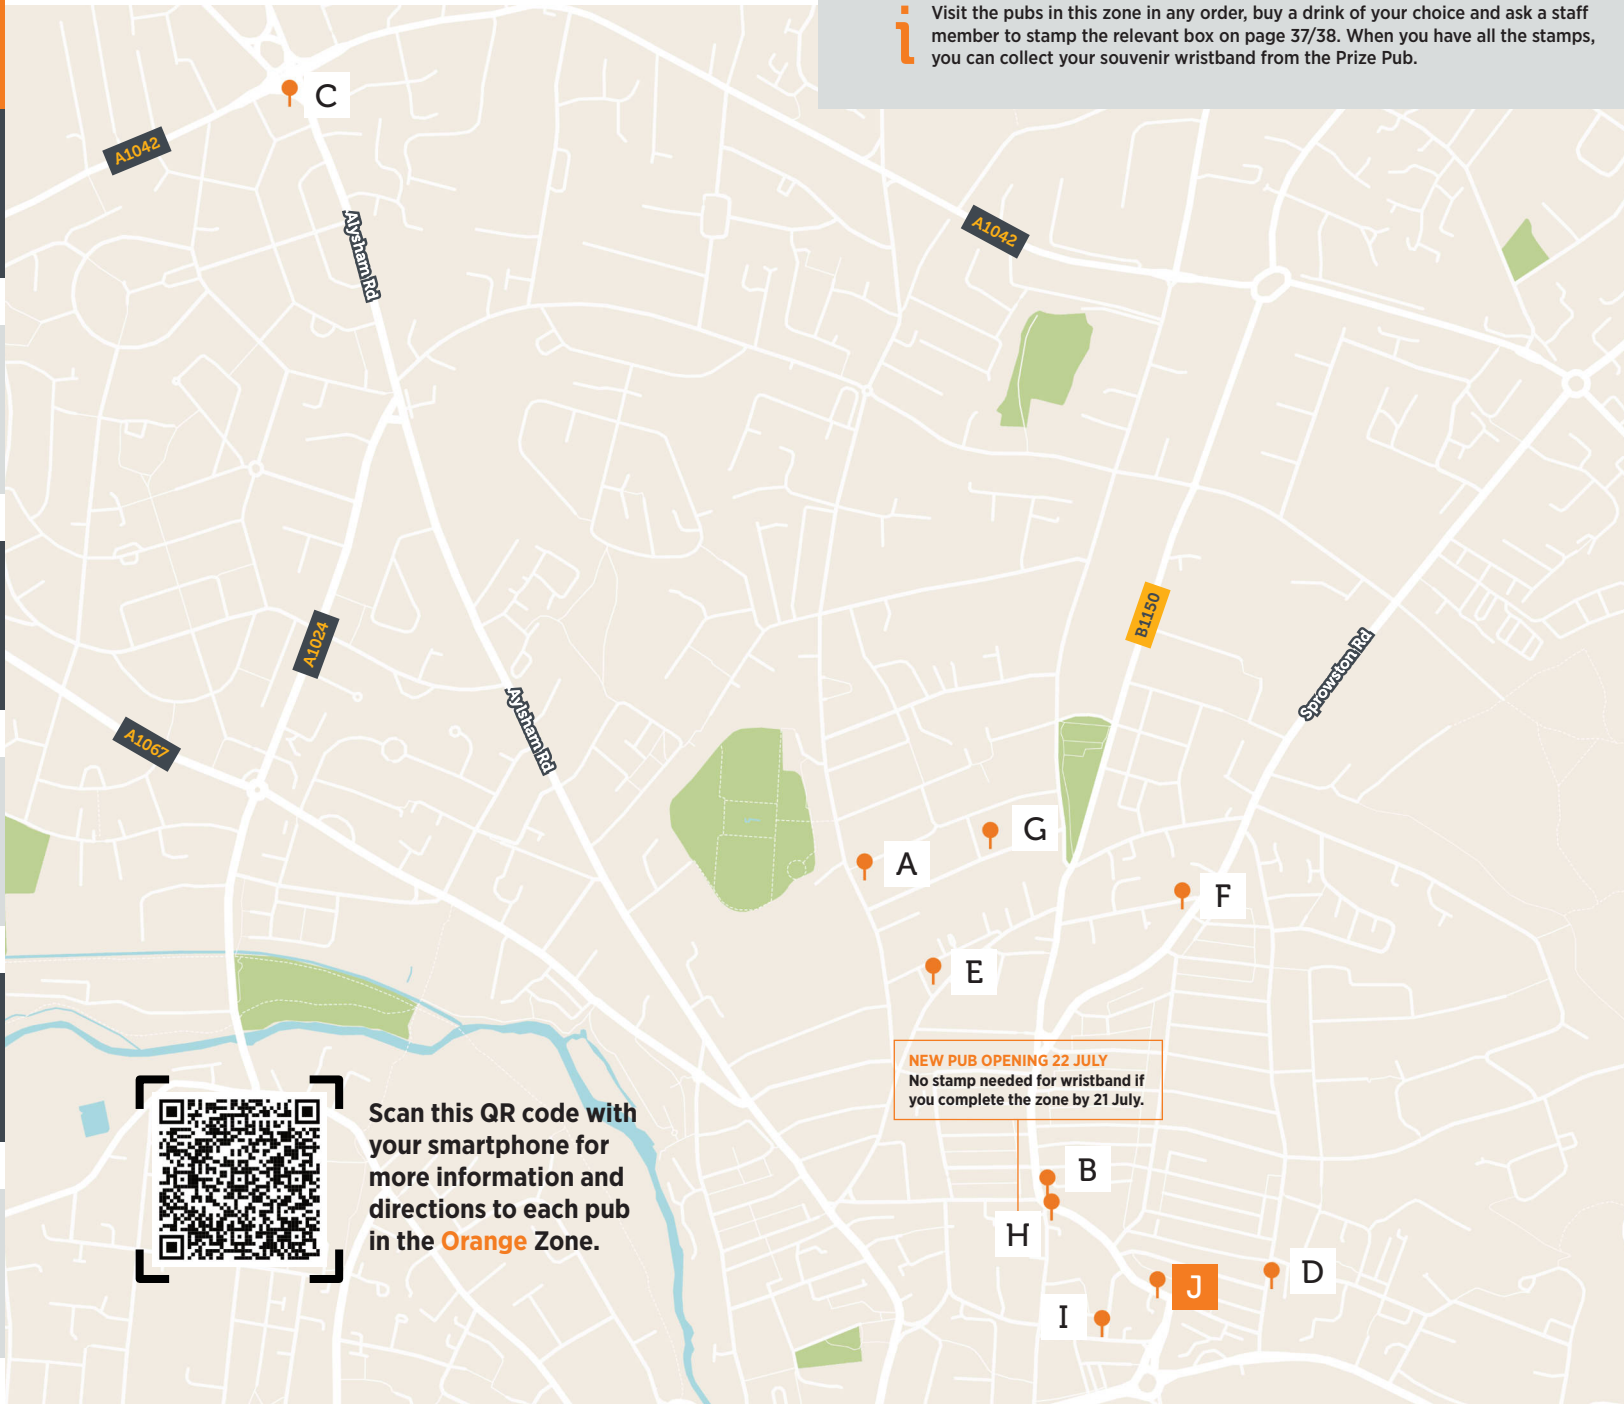 Visit the pubs in this zone in any order, buy a drink of your choice and ask a staff
member to stamp the relevant box on page 37/38. When you have all the stamps,
you can collect your souvenir wristband from the Prize Pub.
C
A1042
Alysham Rd
A1042
B1150
A1024
Sprowston Rd
Aylsham Rd
A1067
G
A
F
E
NEW PUB OPENING 22 JULY
No stamp needed for wristband if
you complete the zone by 21 July.
Scan this QR code with
your smartphone for
more information and
directions to each pub
in the Orange Zone.
B
H
D
J
I